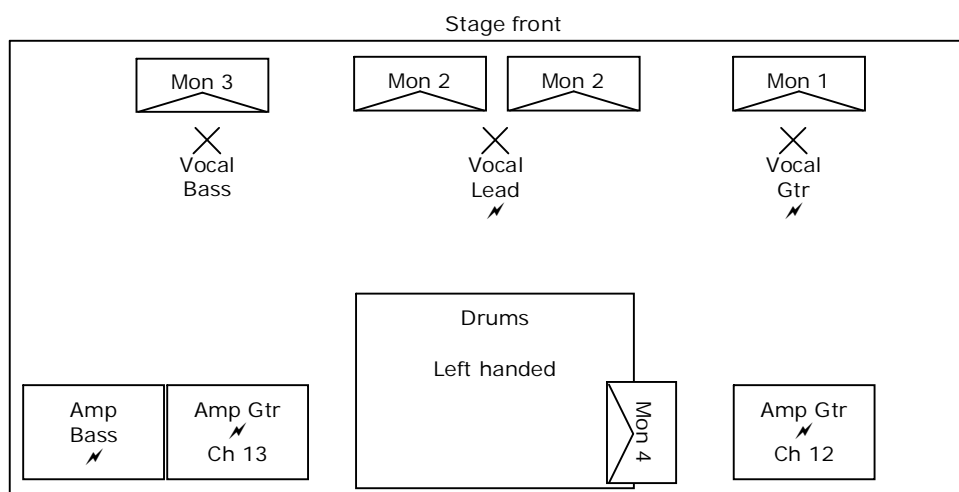 Stage front
Mon 3
Mon 2
Mon 2
Mon 1
Vocal
Bass
Vocal
Lead
Vocal
Gtr
Drums
Left handed
Mon 4
Amp
Bass
Amp Gtr
Ch 13
Amp Gtr
Ch 12